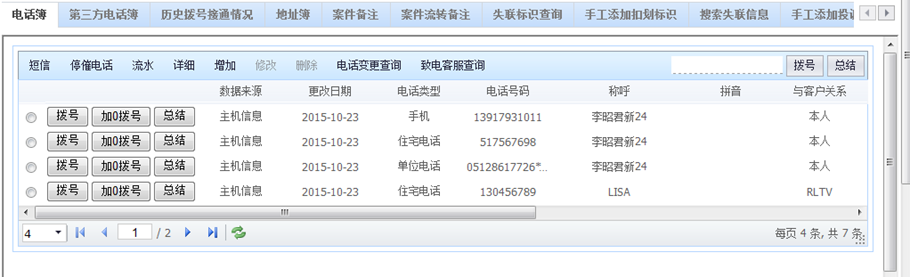 电话簿 第三方电话簿 历史拨号接通情况 地址簿 案件备注 案件流转备注 失联标识查询 手工添加扣划标识 搜索失联信息 手工添加投诉
短信 停催电话 流水 详细 增加 修改 删除 电话变更查询 致电客服查询 拨号 总结
数据来源 更改日期 电话类型 电话号码 称呼 拼音 与客户关系
拨号 加0拨号 总结 主机信息 2015-10-23 手机 13917931011 李昭君新24 本人
拨号 加0拨号 总结 主机信息 2015-10-23 住宅电话 517567698 李昭君新24 本人
拨号 加0拨号 总结 主机信息 2015-10-23 单位电话 05128617726*... 李昭君新24 本人
拨号 加0拨号 总结 主机信息 2015-10-23 住宅电话 130456789 LISA RLTV
4 1 / 2 每页 4 条, 共 7 条